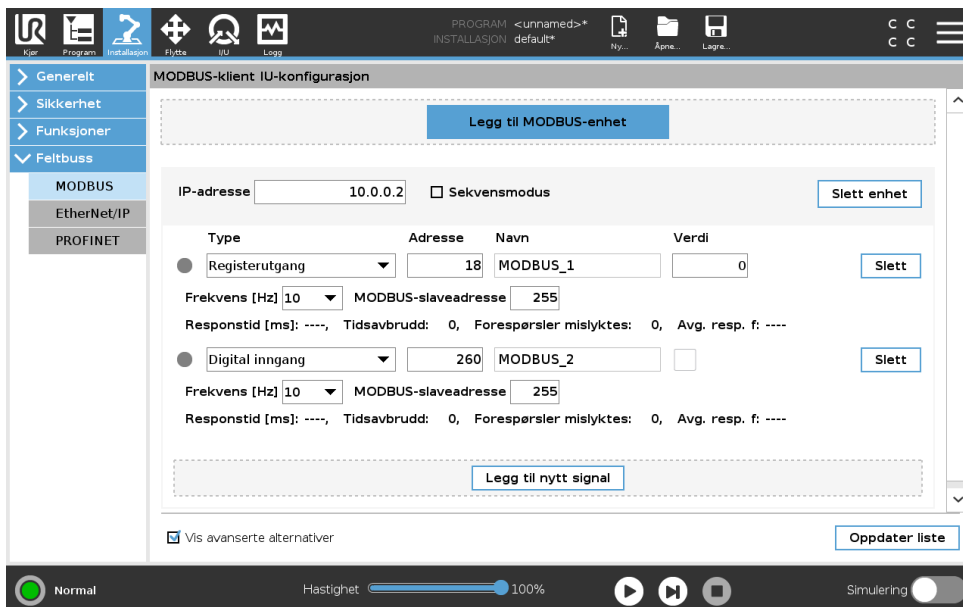 UR
PROGRAM <unnamed>*
INSTALLASJON default*
Kjør Program Installasjon Flytte I/U Logg Ny... Åpne... Lagre...
C C
C C
Generelt
Sikkerhet
Funksjoner
Feltbuss
MODBUS
EtherNet/IP
PROFINET
MODBUS-klient IU-konfigurasjon
Legg til MODBUS-enhet
IP-adresse 10.0.0.2 Sekvensmodus Slett enhet
Type Adresse Navn Verdi
Registerutgang 18 MODBUS_1 0 Slett
Frekvens [Hz] 10 MODBUS-slaveadresse 255
Responstid [ms]: ----, Tidsavbrudd: 0, Forespørsler mislyktes: 0, Avg. resp. f: ----
Digital inngang 260 MODBUS_2 Slett
Frekvens [Hz] 10 MODBUS-slaveadresse 255
Responstid [ms]: ----, Tidsavbrudd: 0, Forespørsler mislyktes: 0, Avg. resp. f: ----
Legg til nytt signal
Vis avanserte alternativer Oppdater liste
Normal Hastighet 100% Simulering